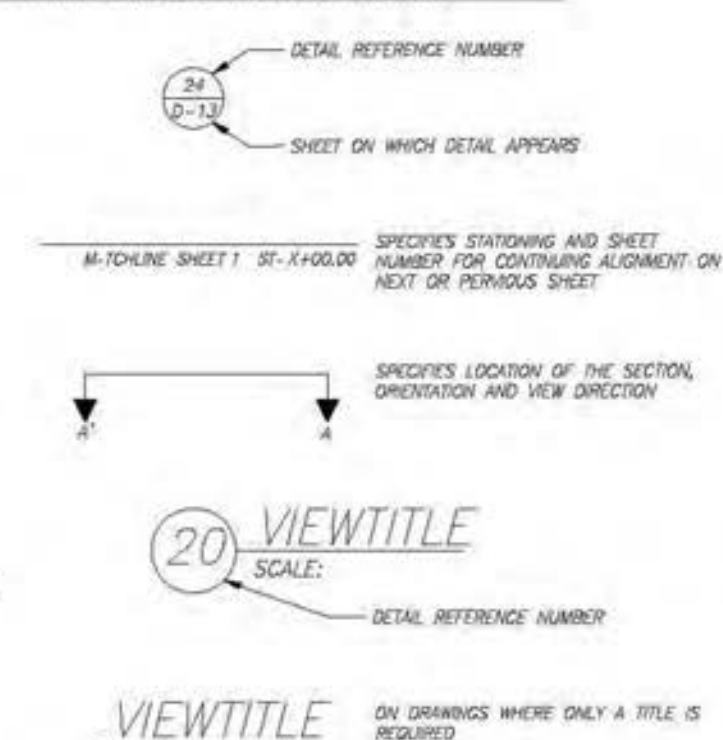 DETAIL REFERENCE NUMBER
24
D-13
SHEET ON WHICH DETAIL APPEARS
SPECIFIES STATIONING AND SHEET
M-TCHLINE SHEET 1 ST- X+00.00
NUMBER FOR CONTINUING ALIGNMENT ON
NEXT OR PERVIOUS SHEET
SPECIFIES LOCATION OF THE SECTION,
ORIENTATION AND VIEW DIRECTION
A' A
20 VIEWTITLE
SCALE:
DETAIL REFERENCE NUMBER
VIEWTITLE
ON DRAWINGS WHERE ONLY A TITLE IS
REQUIRED